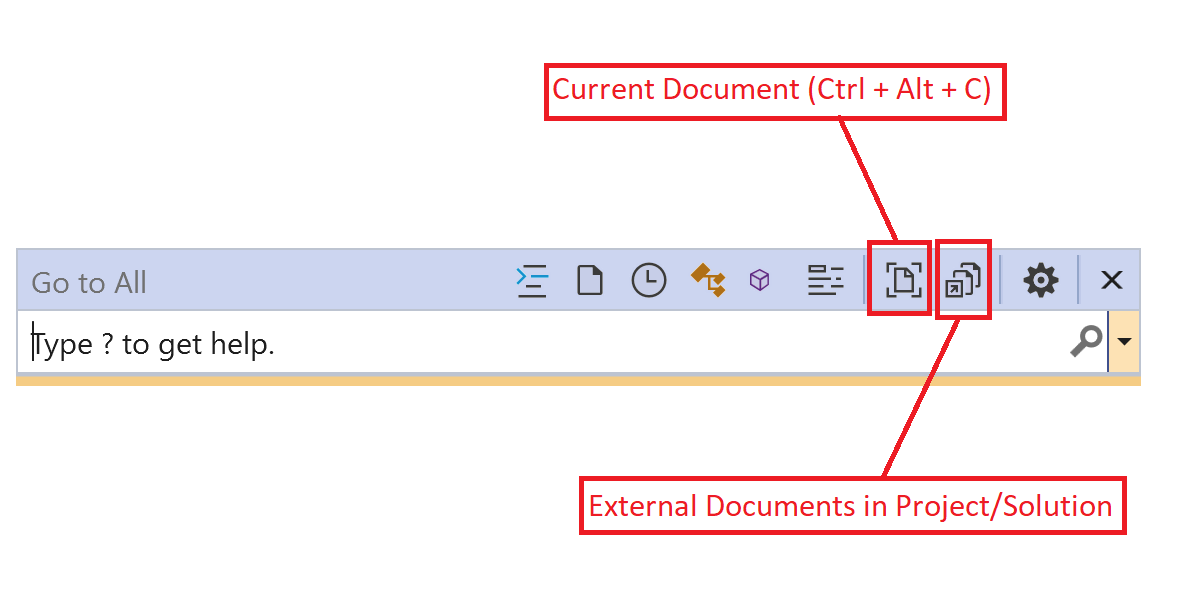 Current Document (Ctrl + Alt + C)
Go to All
Type ? to get help.
External Documents in Project/Solution